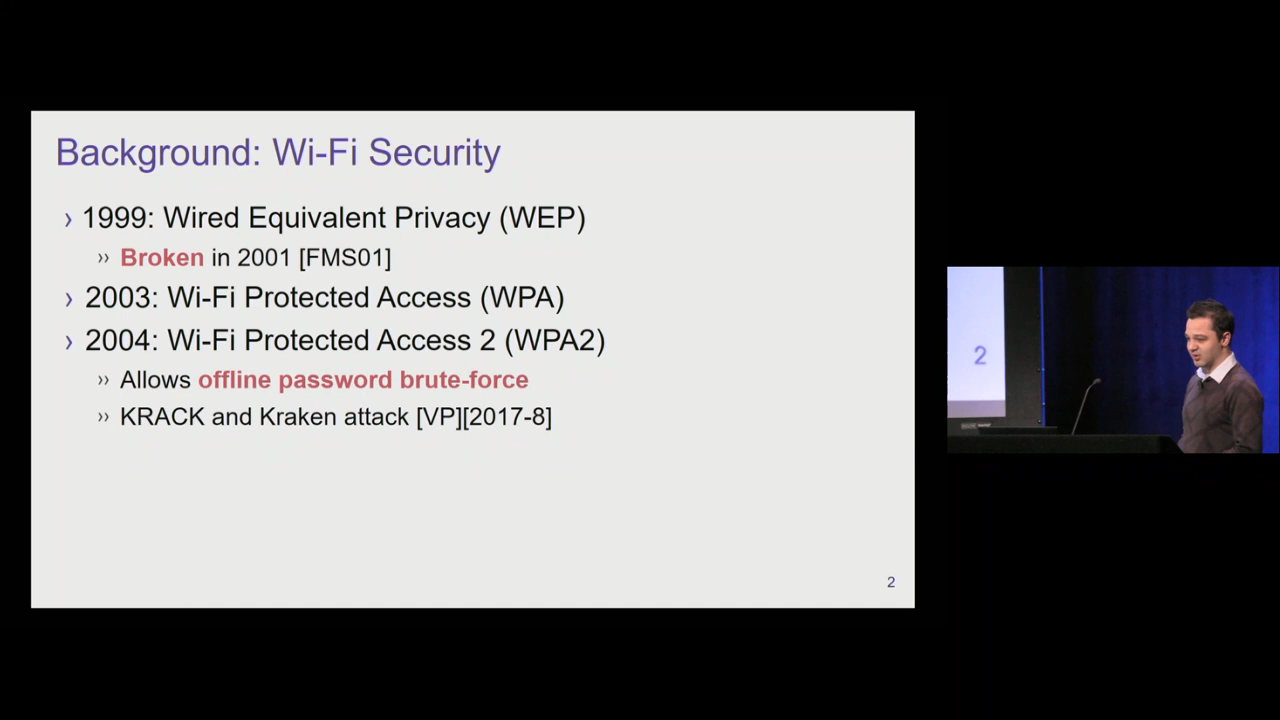 Background: Wi-Fi Security
› 1999: Wired Equivalent Privacy (WEP)
›› Broken in 2001 [FMS01]
› 2003: Wi-Fi Protected Access (WPA)
› 2004: Wi-Fi Protected Access 2 (WPA2)
›› Allows offline password brute-force
›› KRACK and Kraken attack [VP][2017-8]
2
2